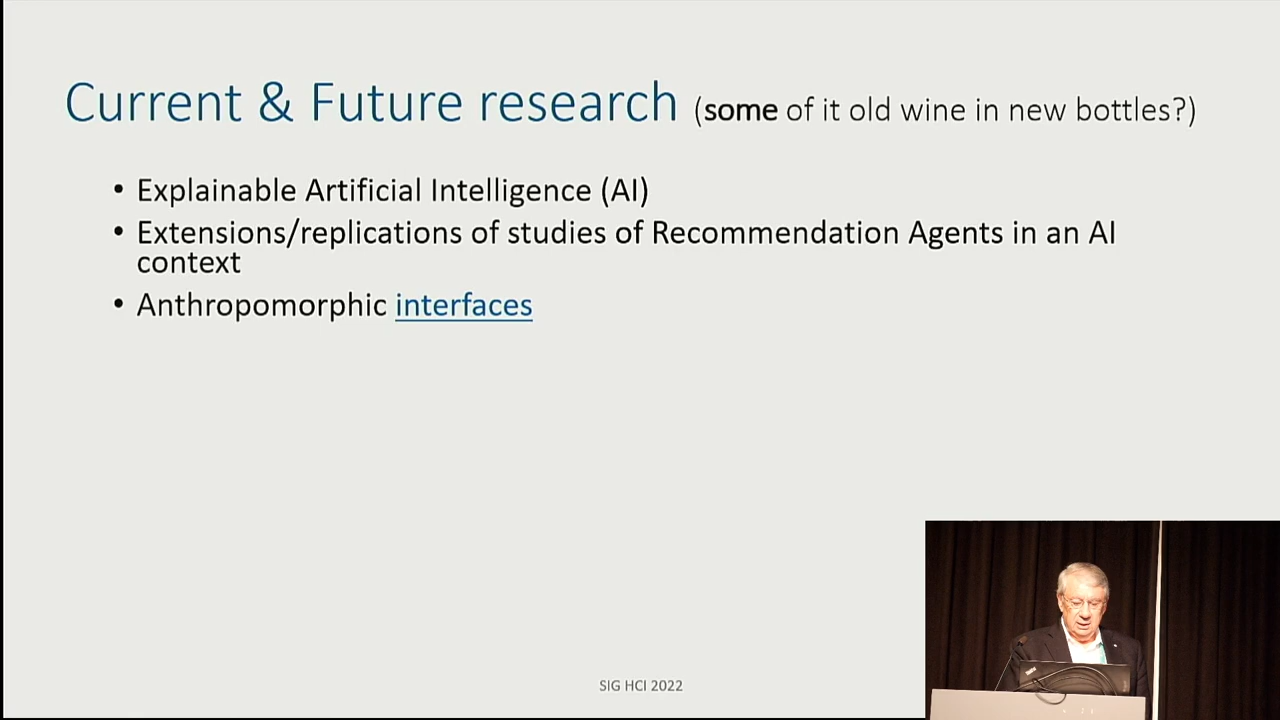 Current & Future research (some of it old wine in new bottles?)
• Explainable Artificial Intelligence (AI)
• Extensions/replications of studies of Recommendation Agents in an AI
context
• Anthropomorphic interfaces
SIG HCI 2022